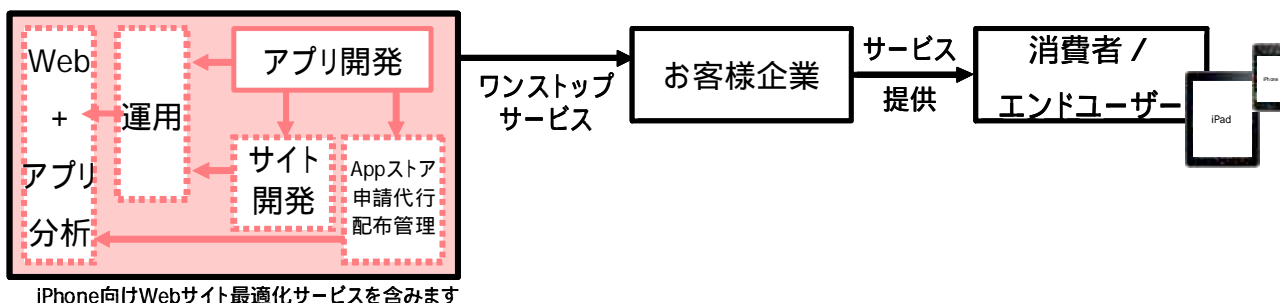 Web
+
アプリ
分析
運用
アプリ開発
サイト
開発
Appストア
申請代行
配布管理
ワンストップ
サービス
お客様企業
サービス
提供
消費者 /
エンドユーザー
iPad
iPhone
iPhone向けWebサイト最適化サービスを含みます